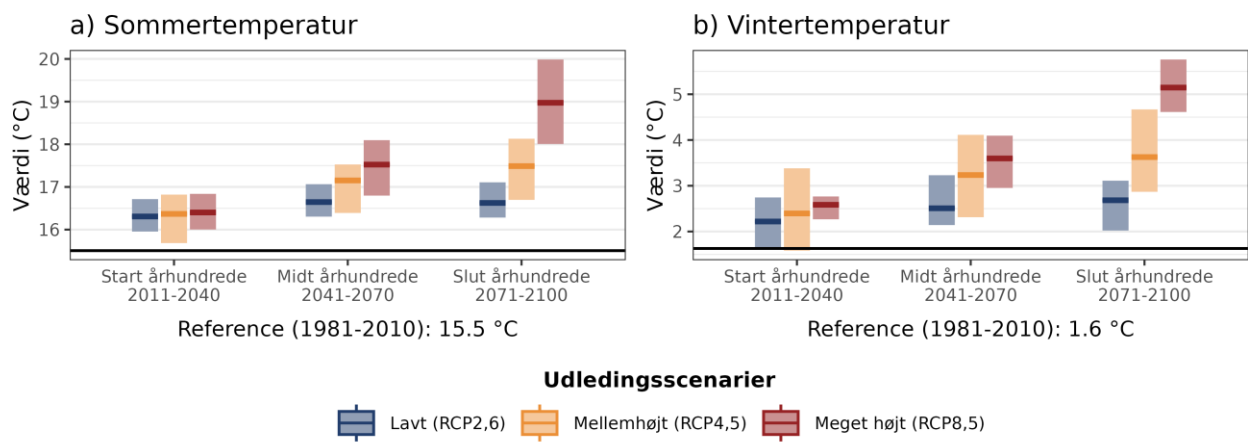 a) Sommertemperatur
Værdi (°C)
20
19
18
17
16
Start århundrede
2011-2040
Midt århundrede
2041-2070
Slut århundrede
2071-2100
Reference (1981-2010): 15.5 °C
b) Vintertemperatur
Værdi (°C)
5
4
3
2
Start århundrede
2011-2040
Midt århundrede
2041-2070
Slut århundrede
2071-2100
Reference (1981-2010): 1.6 °C
Udledingsscenarier
Lavt (RCP2,6)
Mellemhøjt (RCP4,5)
Meget højt (RCP8,5)